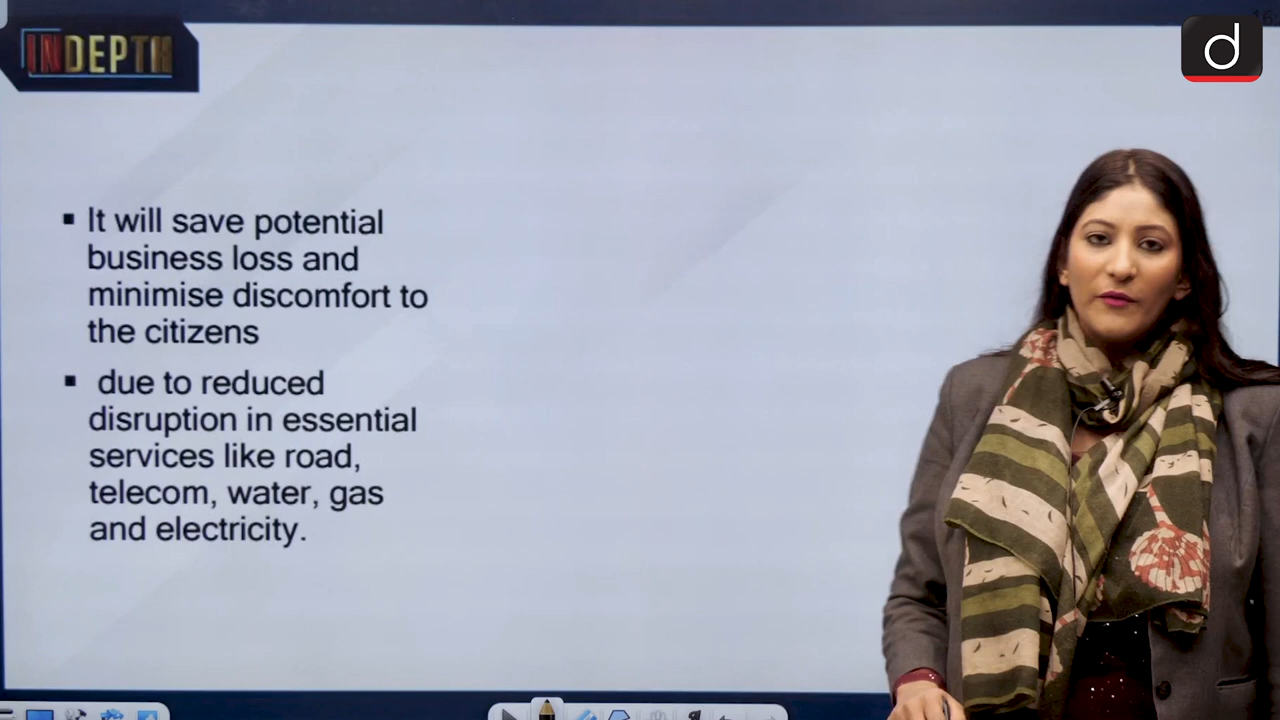 INDEPTH
d
It will save potential
business loss and
minimise discomfort to
the citizens
due to reduced
disruption in essential
services like road,
telecom, water, gas
and electricity.